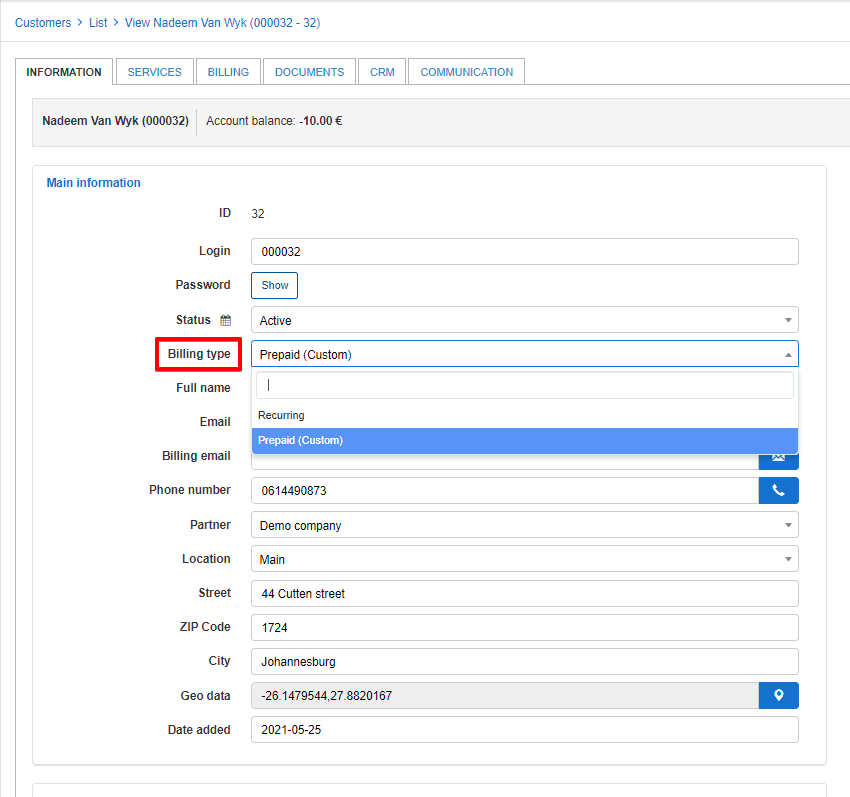 Customers > List > View Nadeem Van Wyk (000032 - 32)
INFORMATION SERVICES BILLING DOCUMENTS CRM COMMUNICATION
Nadeem Van Wyk (000032) Account balance: -10.00 €
Main information
ID 32
Login 000032
Password Show
Status Active
Billing type Prepaid (Custom)
Full name
Recurring
Email
Prepaid (Custom)
Billing email
Phone number 0614490873
Partner Demo company
Location Main
Street 44 Cutten street
ZIP Code 1724
City Johannesburg
Geo data -26.1479544,27.8820167
Date added 2021-05-25